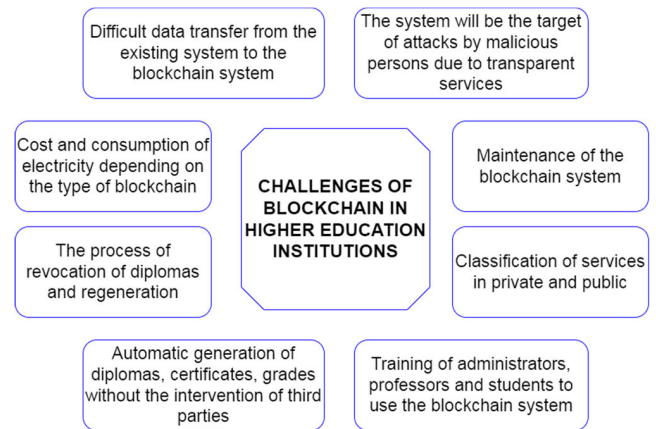 Difficult data transfer from the
existing system to the
blockchain system
The system will be the target
of attacks by malicious
persons due to transparent
services
Cost and consumption of
electricity depending on
the type of blockchain
CHALLENGES OF
BLOCKCHAIN IN
HIGHER EDUCATION
INSTITUTIONS
Maintenance of the
blockchain system
The process of
revocation of diplomas
and regeneration
Classification of services
in private and public
Automatic generation of
diplomas, certificates, grades
without the intervention of third
parties
Training of administrators,
professors and students to
use the blockchain system